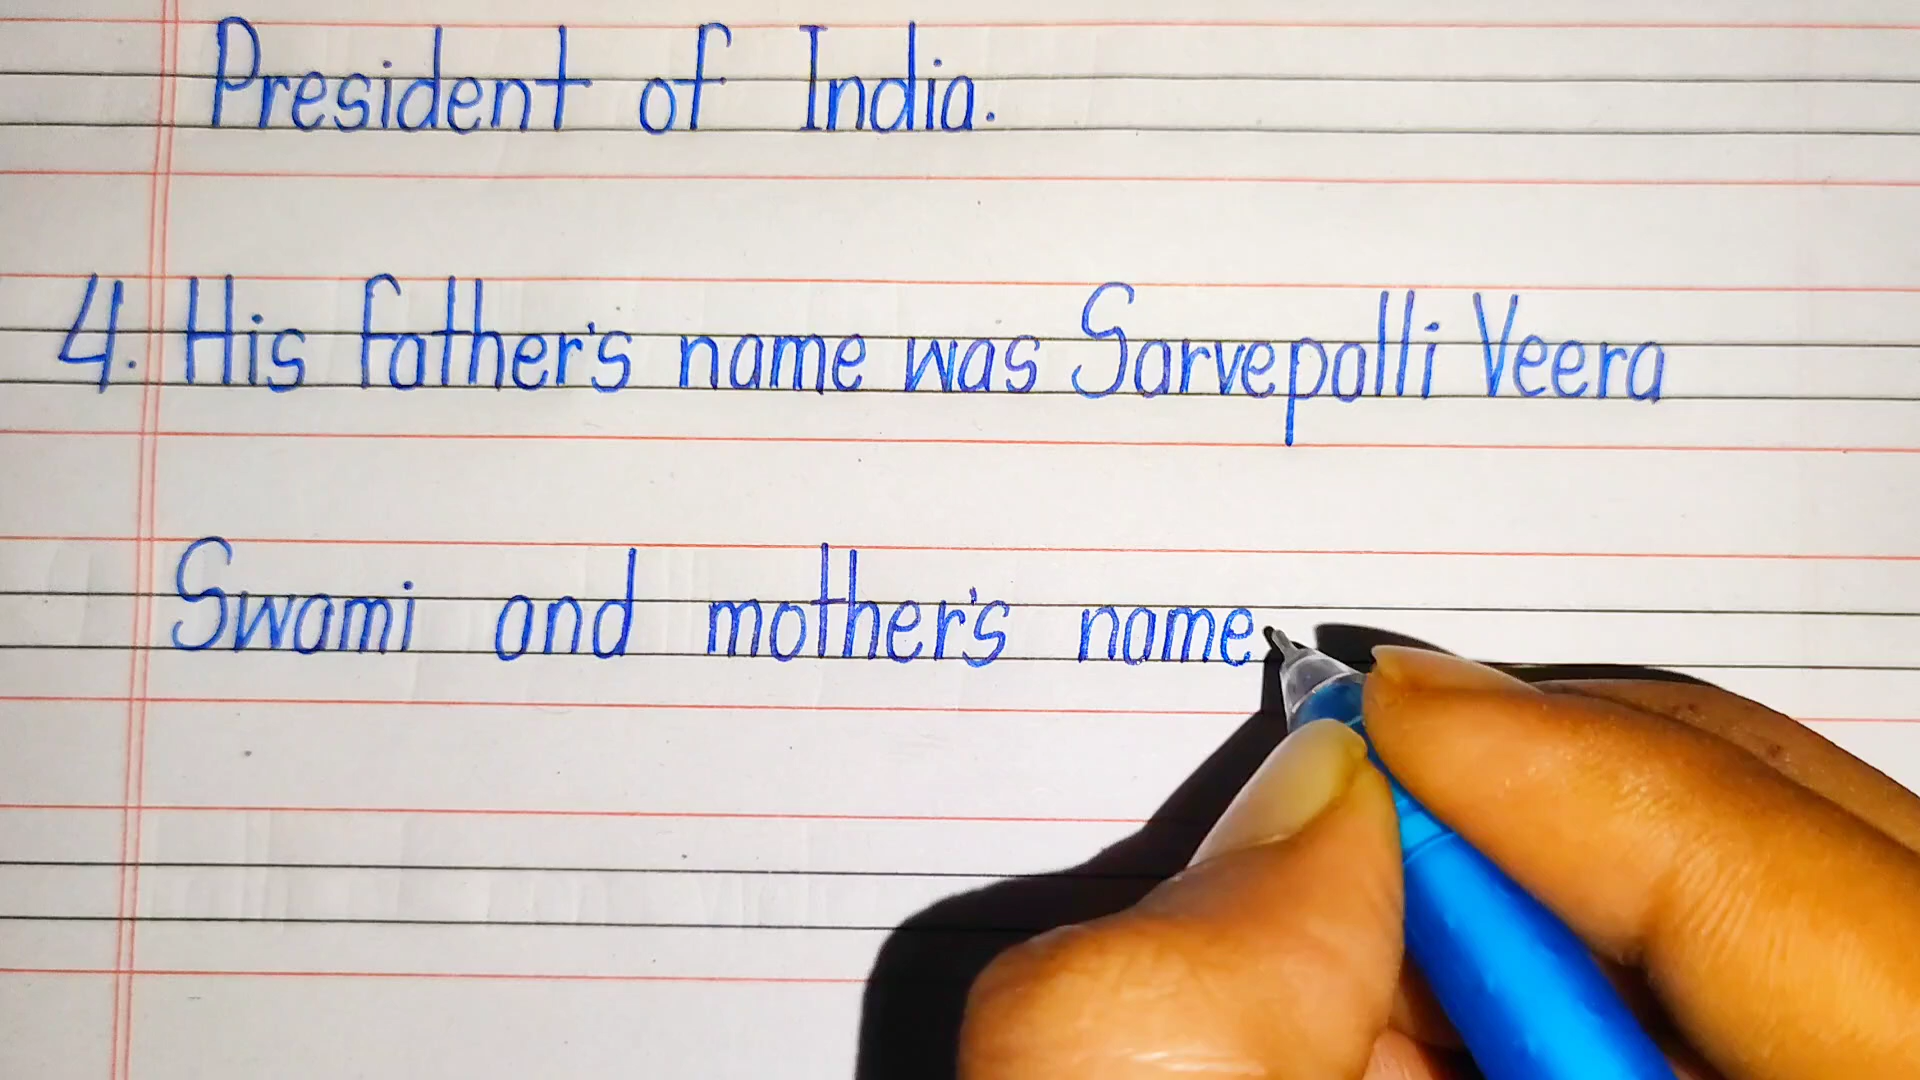 President of India.
4. His father's name was Sarvepalli Veera
Swami and mother's name